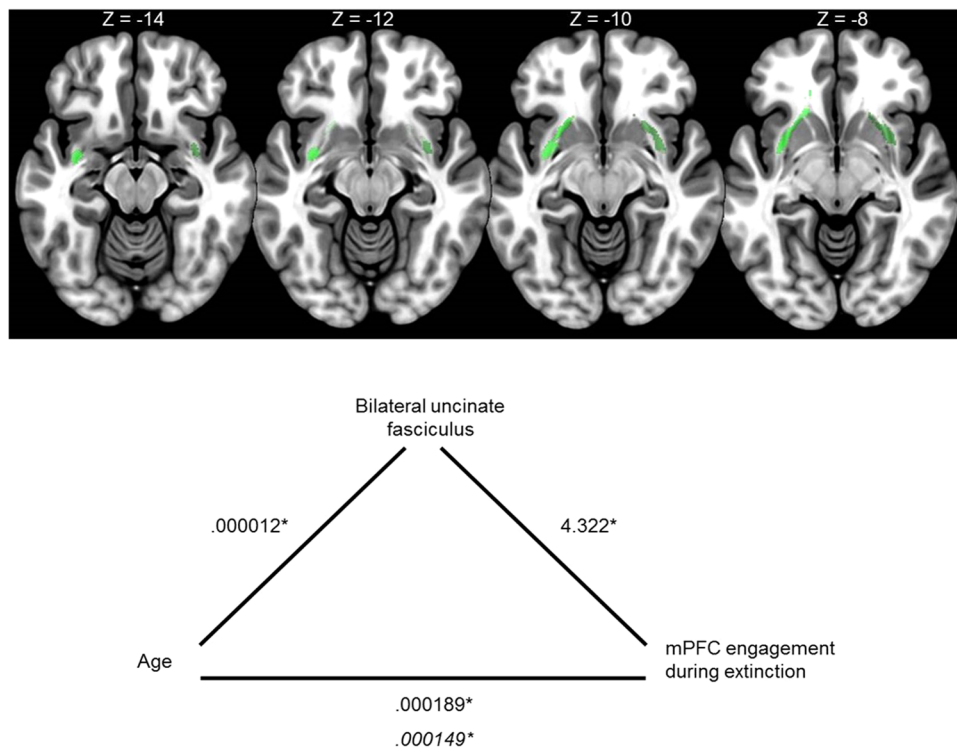 Z = -14
Z = -12
Z = -10
Z = -8
Bilateral uncinate
fasciculus
.000012*
4.322*
Age
mPFC engagement
during extinction
.000189*
.000149*